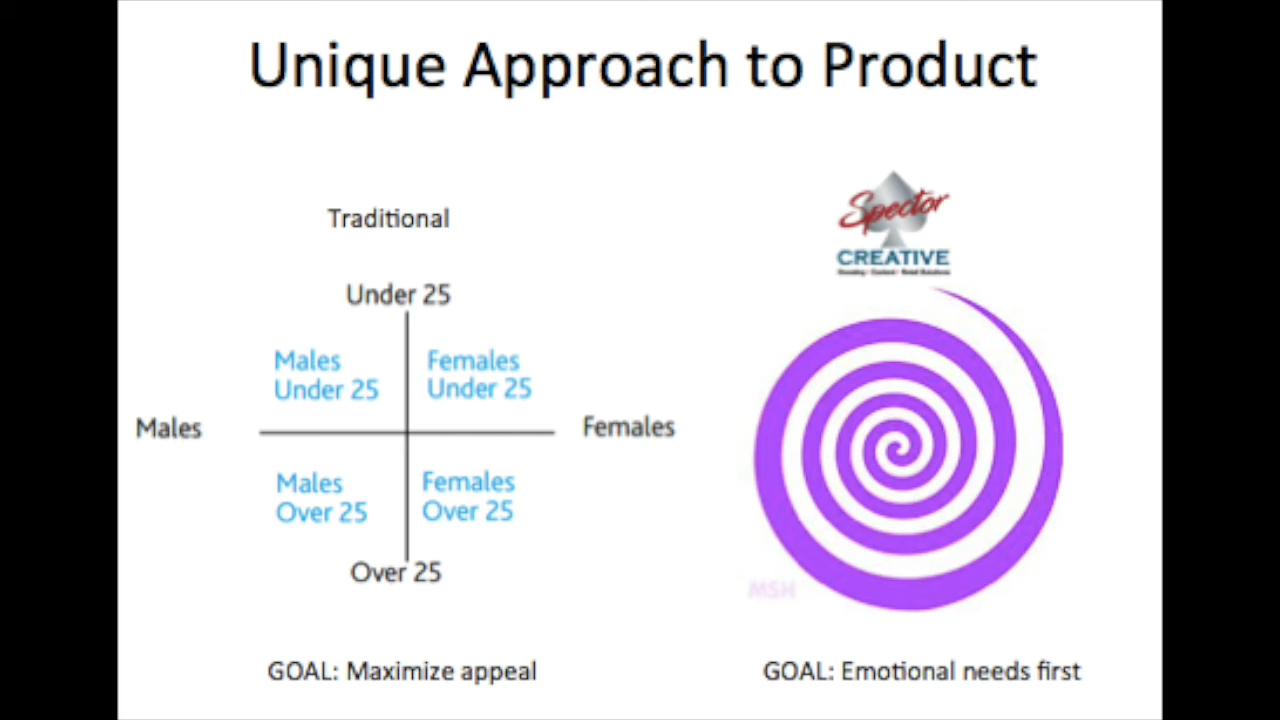 Unique Approach to Product
Traditional
Under 25
Males
Under 25
Females
Under 25
Males
Females
Males
Over 25
Females
Over 25
Over 25
GOAL: Maximize appeal
Spector
CREATIVE
MSH
GOAL: Emotional needs first